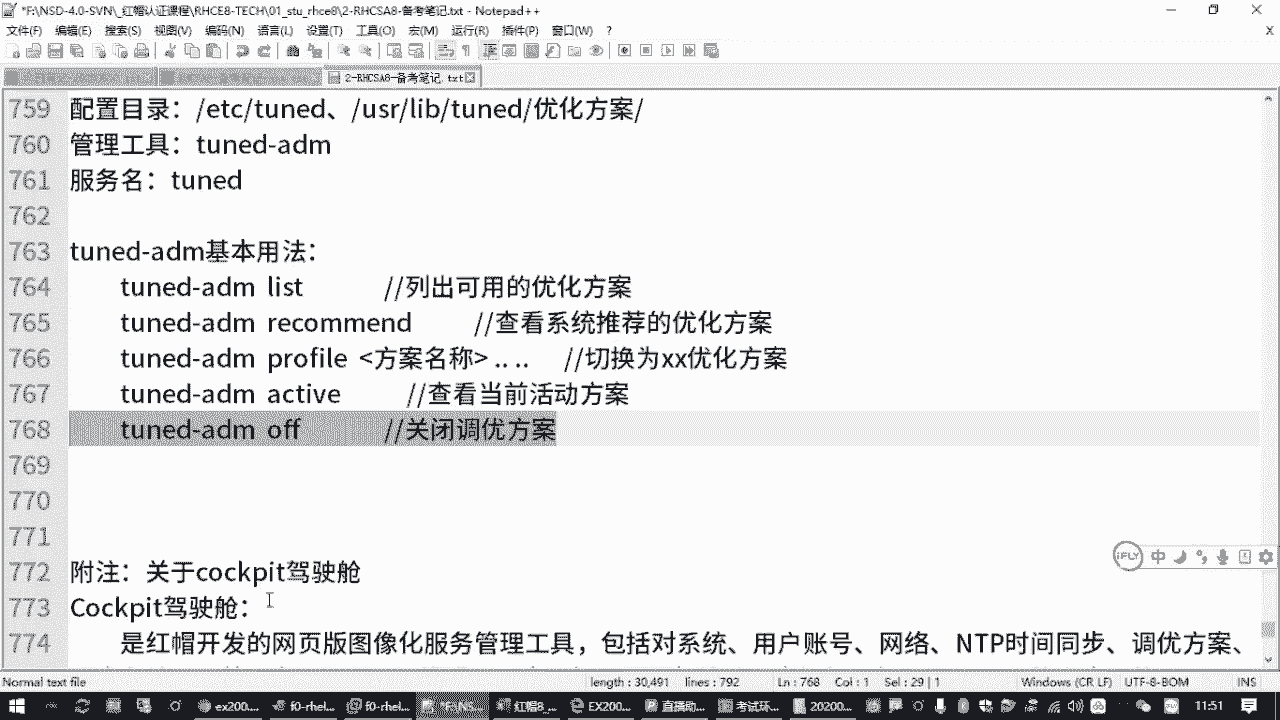 *F:\NSD-4.0-SVN\_红帽认证课程\RHCE8-TECH\01_stu_rhce8\2-RHCSA8-备考笔记.txt - Notepad++
文件(F) 编辑(E) 搜索(S) 视图(V) 编码(N) 语言(L) 设置(T) 工具(O) 宏(M) 运行(R) 插件(P) 窗口(W) ?
2-RHCSA8-备考笔记.txt
759 配置目录：/etc/tuned、/usr/lib/tuned/优化方案/
760 管理工具：tuned-adm
761 服务名：tuned
762
763 tuned-adm基本用法：
764 tuned-adm list //列出可用的优化方案
765 tuned-adm recommend //查看系统推荐的优化方案
766 tuned-adm profile <方案名称> .. .. //切换为xx优化方案
767 tuned-adm active //查看当前活动方案
768 tuned-adm off //关闭调优方案
769
770
771
772 附注：关于cockpit驾驶舱
773 Cockpit驾驶舱：
774 是红帽开发的网页版图像化服务管理工具，包括对系统、用户账号、网络、NTP时间同步、调优方案、
iFLY 中
Normal text file length : 30,491 lines : 792 Ln : 768 Col : 1 Sel : 29 | 1 Windows (CR LF) UTF-8-BOM INS
ex200... f0-rhel... f0-rhel... *F:\NS... 红帽8_... EX200... 直播助... 考试环... 20200... 11:51